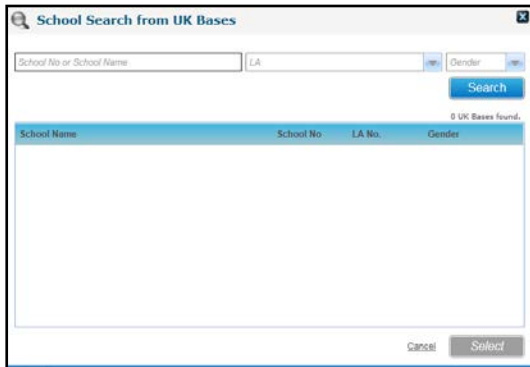 School Search from UK Bases
School No or School Name LA Gender
Search
0 UK Bases found.
School Name School No LA No. Gender
Cancel Select